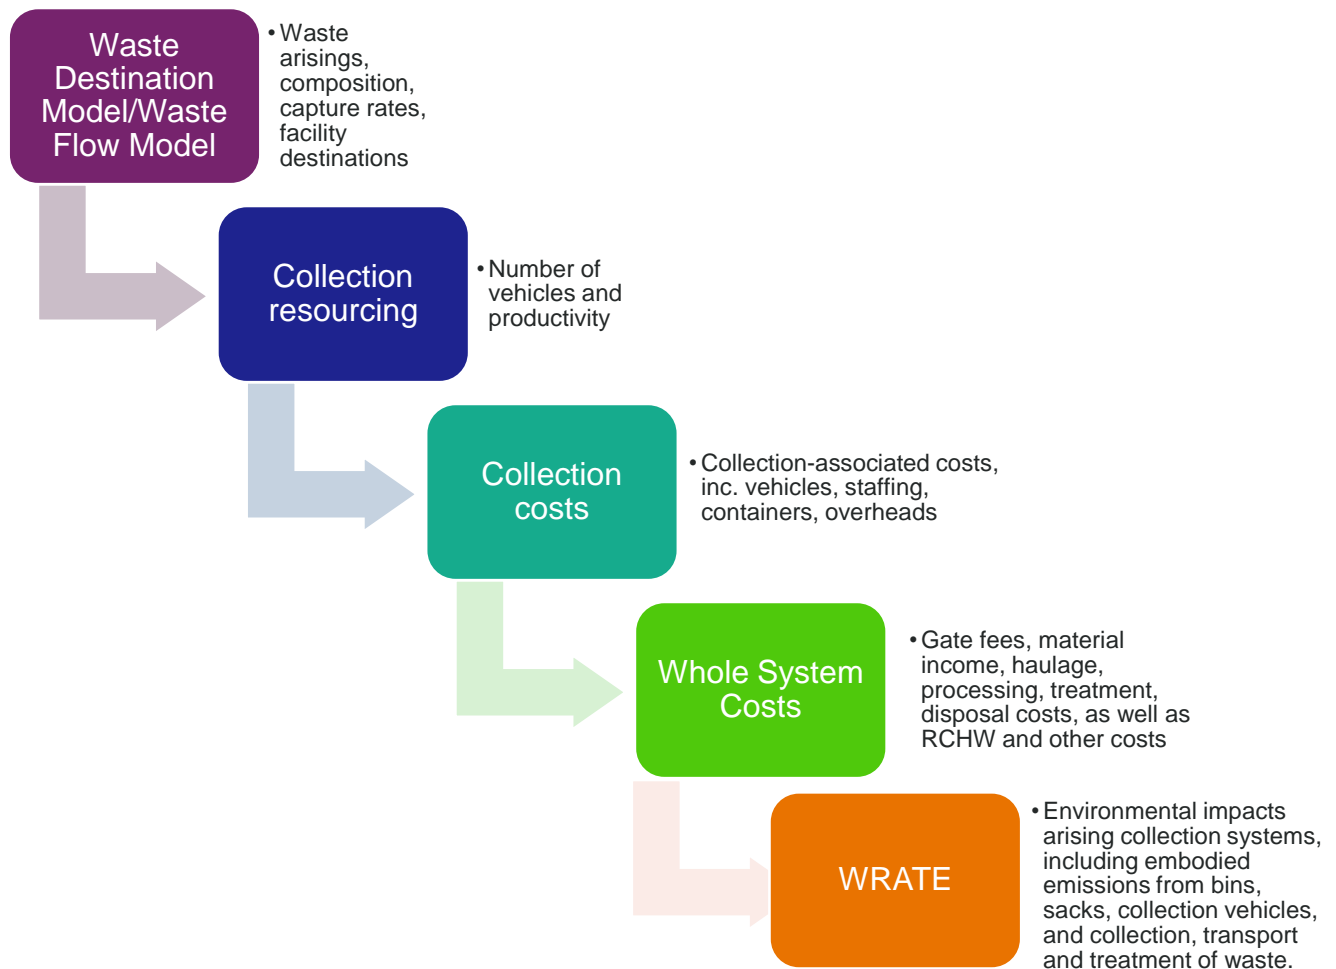 Waste
Destination
Model/Waste
Flow Model
• Waste
arisings,
composition,
capture rates,
facility
destinations
Collection
resourcing
• Number of
vehicles and
productivity
Collection
costs
• Collection-associated costs,
inc. vehicles, staffing,
containers, overheads
Whole System
Costs
• Gate fees, material
income, haulage,
processing, treatment,
disposal costs, as well as
RCHW and other costs
WRATE
• Environmental impacts
arising collection systems,
including embodied
emissions from bins,
sacks, collection vehicles,
and collection, transport
and treatment of waste.